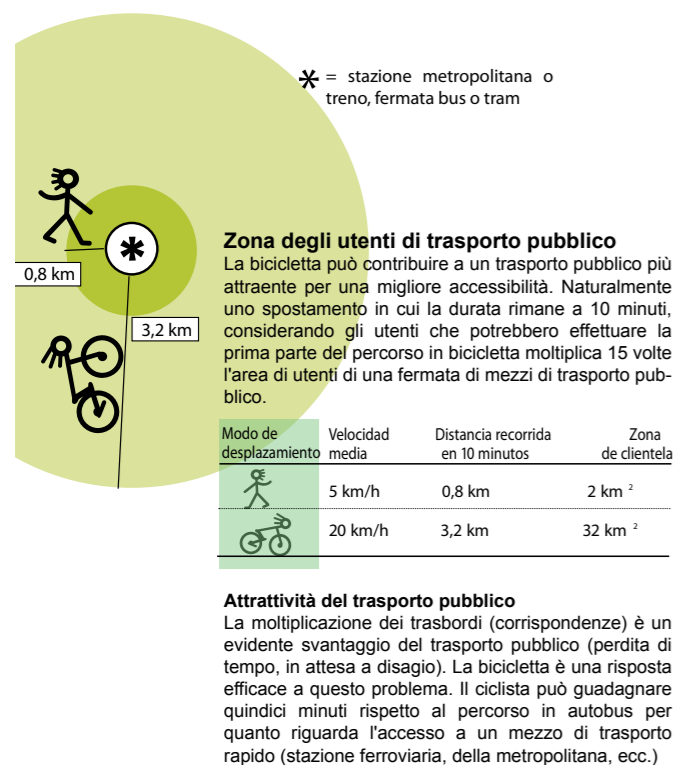 * = stazione metropolitana o
treno, fermata bus o tram
0,8 km
3,2 km
*
Zona degli utenti di trasporto pubblico
La bicicletta può contribuire a un trasporto pubblico più
attraente per una migliore accessibilità. Naturalmente
uno spostamento in cui la durata rimane a 10 minuti,
considerando gli utenti che potrebbero effettuare la
prima parte del percorso in bicicletta moltiplica 15 volte
l'area di utenti di una fermata di mezzi di trasporto pub-
blico.
Modo de desplazamiento Velocidad media Distancia recorrida en 10 minutos Zona de clientela
5 km/h 0,8 km 2 km ²
20 km/h 3,2 km 32 km ²
Attrattività del trasporto pubblico
La moltiplicazione dei trasbordi (corrispondenze) è un
evidente svantaggio del trasporto pubblico (perdita di
tempo, in attesa a disagio). La bicicletta è una risposta
efficace a questo problema. Il ciclista può guadagnare
quindici minuti rispetto al percorso in autobus per
quanto riguarda l'accesso a un mezzo di trasporto
rapido (stazione ferroviaria, della metropolitana, ecc.)